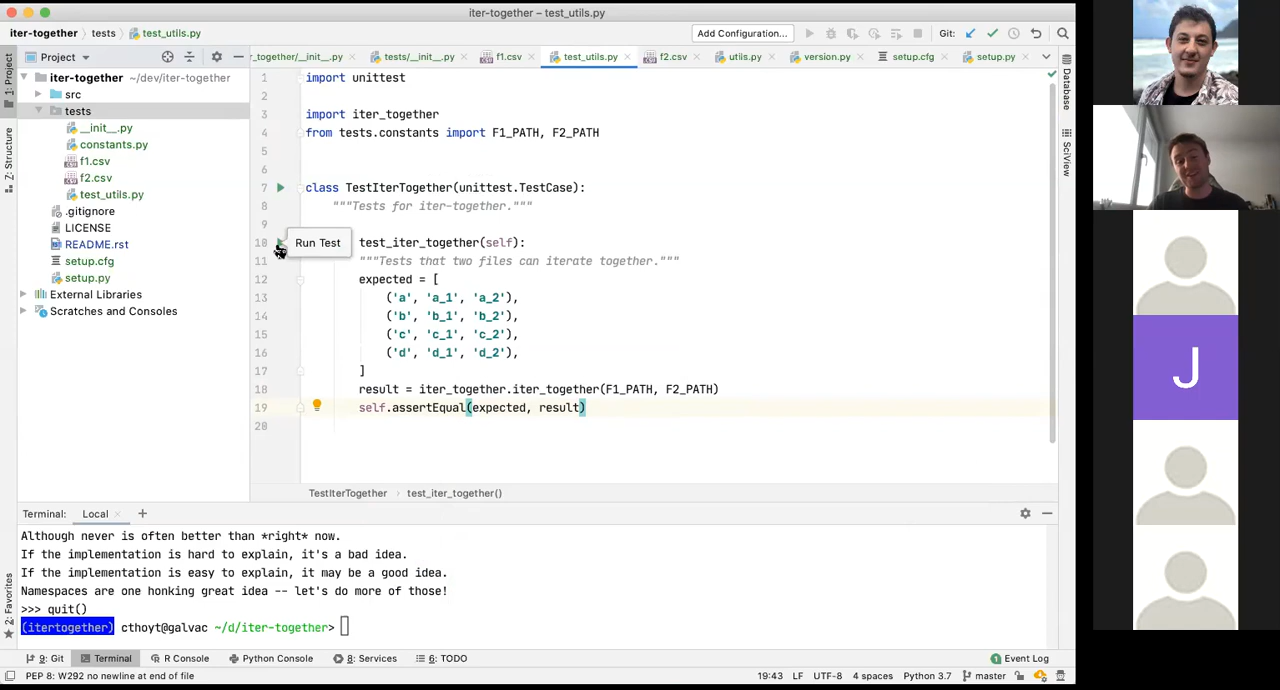 iter-together – test_utils.py
iter-together › tests › test_utils.py
Add Configuration...
Git:
Project
_together/__init__.py
tests/__init__.py
f1.csv
test_utils.py
f2.csv
utils.py
version.py
setup.cfg
setup.py
1: Project
Z: Structure
2: Favorites
Database
SciView
iter-together ~/dev/iter-together
src
tests
__init__.py
constants.py
f1.csv
f2.csv
test_utils.py
.gitignore
LICENSE
README.rst
setup.cfg
setup.py
External Libraries
Scratches and Consoles
1 import unittest
2
3 import iter_together
4 from tests.constants import F1_PATH, F2_PATH
5
6
7 class TestIterTogether(unittest.TestCase):
8 """Tests for iter-together."""
9
10 test_iter_together(self):
Run Test
11 """Tests that two files can iterate together."""
12 expected = [
13 ('a', 'a_1', 'a_2'),
14 ('b', 'b_1', 'b_2'),
15 ('c', 'c_1', 'c_2'),
16 ('d', 'd_1', 'd_2'),
17 ]
18 result = iter_together.iter_together(F1_PATH, F2_PATH)
19 self.assertEqual(expected, result)
20
TestIterTogether › test_iter_together()
Terminal: Local
Although never is often better than *right* now.
If the implementation is hard to explain, it's a bad idea.
If the implementation is easy to explain, it may be a good idea.
Namespaces are one honking great idea -- let's do more of those!
>>> quit()
(itertogether) cthoyt@galvac ~/d/iter-together>
9: Git
Terminal
R Console
Python Console
8: Services
6: TODO
1 Event Log
PEP 8: W292 no newline at end of file
19:43 LF UTF-8 4 spaces Python 3.7 master
J